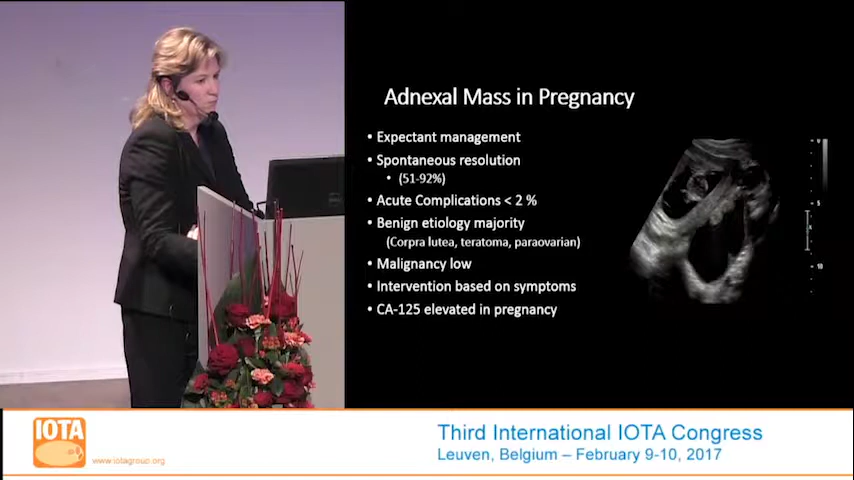 Adnexal Mass in Pregnancy
• Expectant management
• Spontaneous resolution
• (51-92%)
• Acute Complications < 2 %
• Benign etiology majority
(Corpra lutea, teratoma, paraovarian)
• Malignancy low
• Intervention based on symptoms
• CA-125 elevated in pregnancy
5
10
IOTA
www.iotagroup.org
Third International IOTA Congress
Leuven, Belgium – February 9-10, 2017